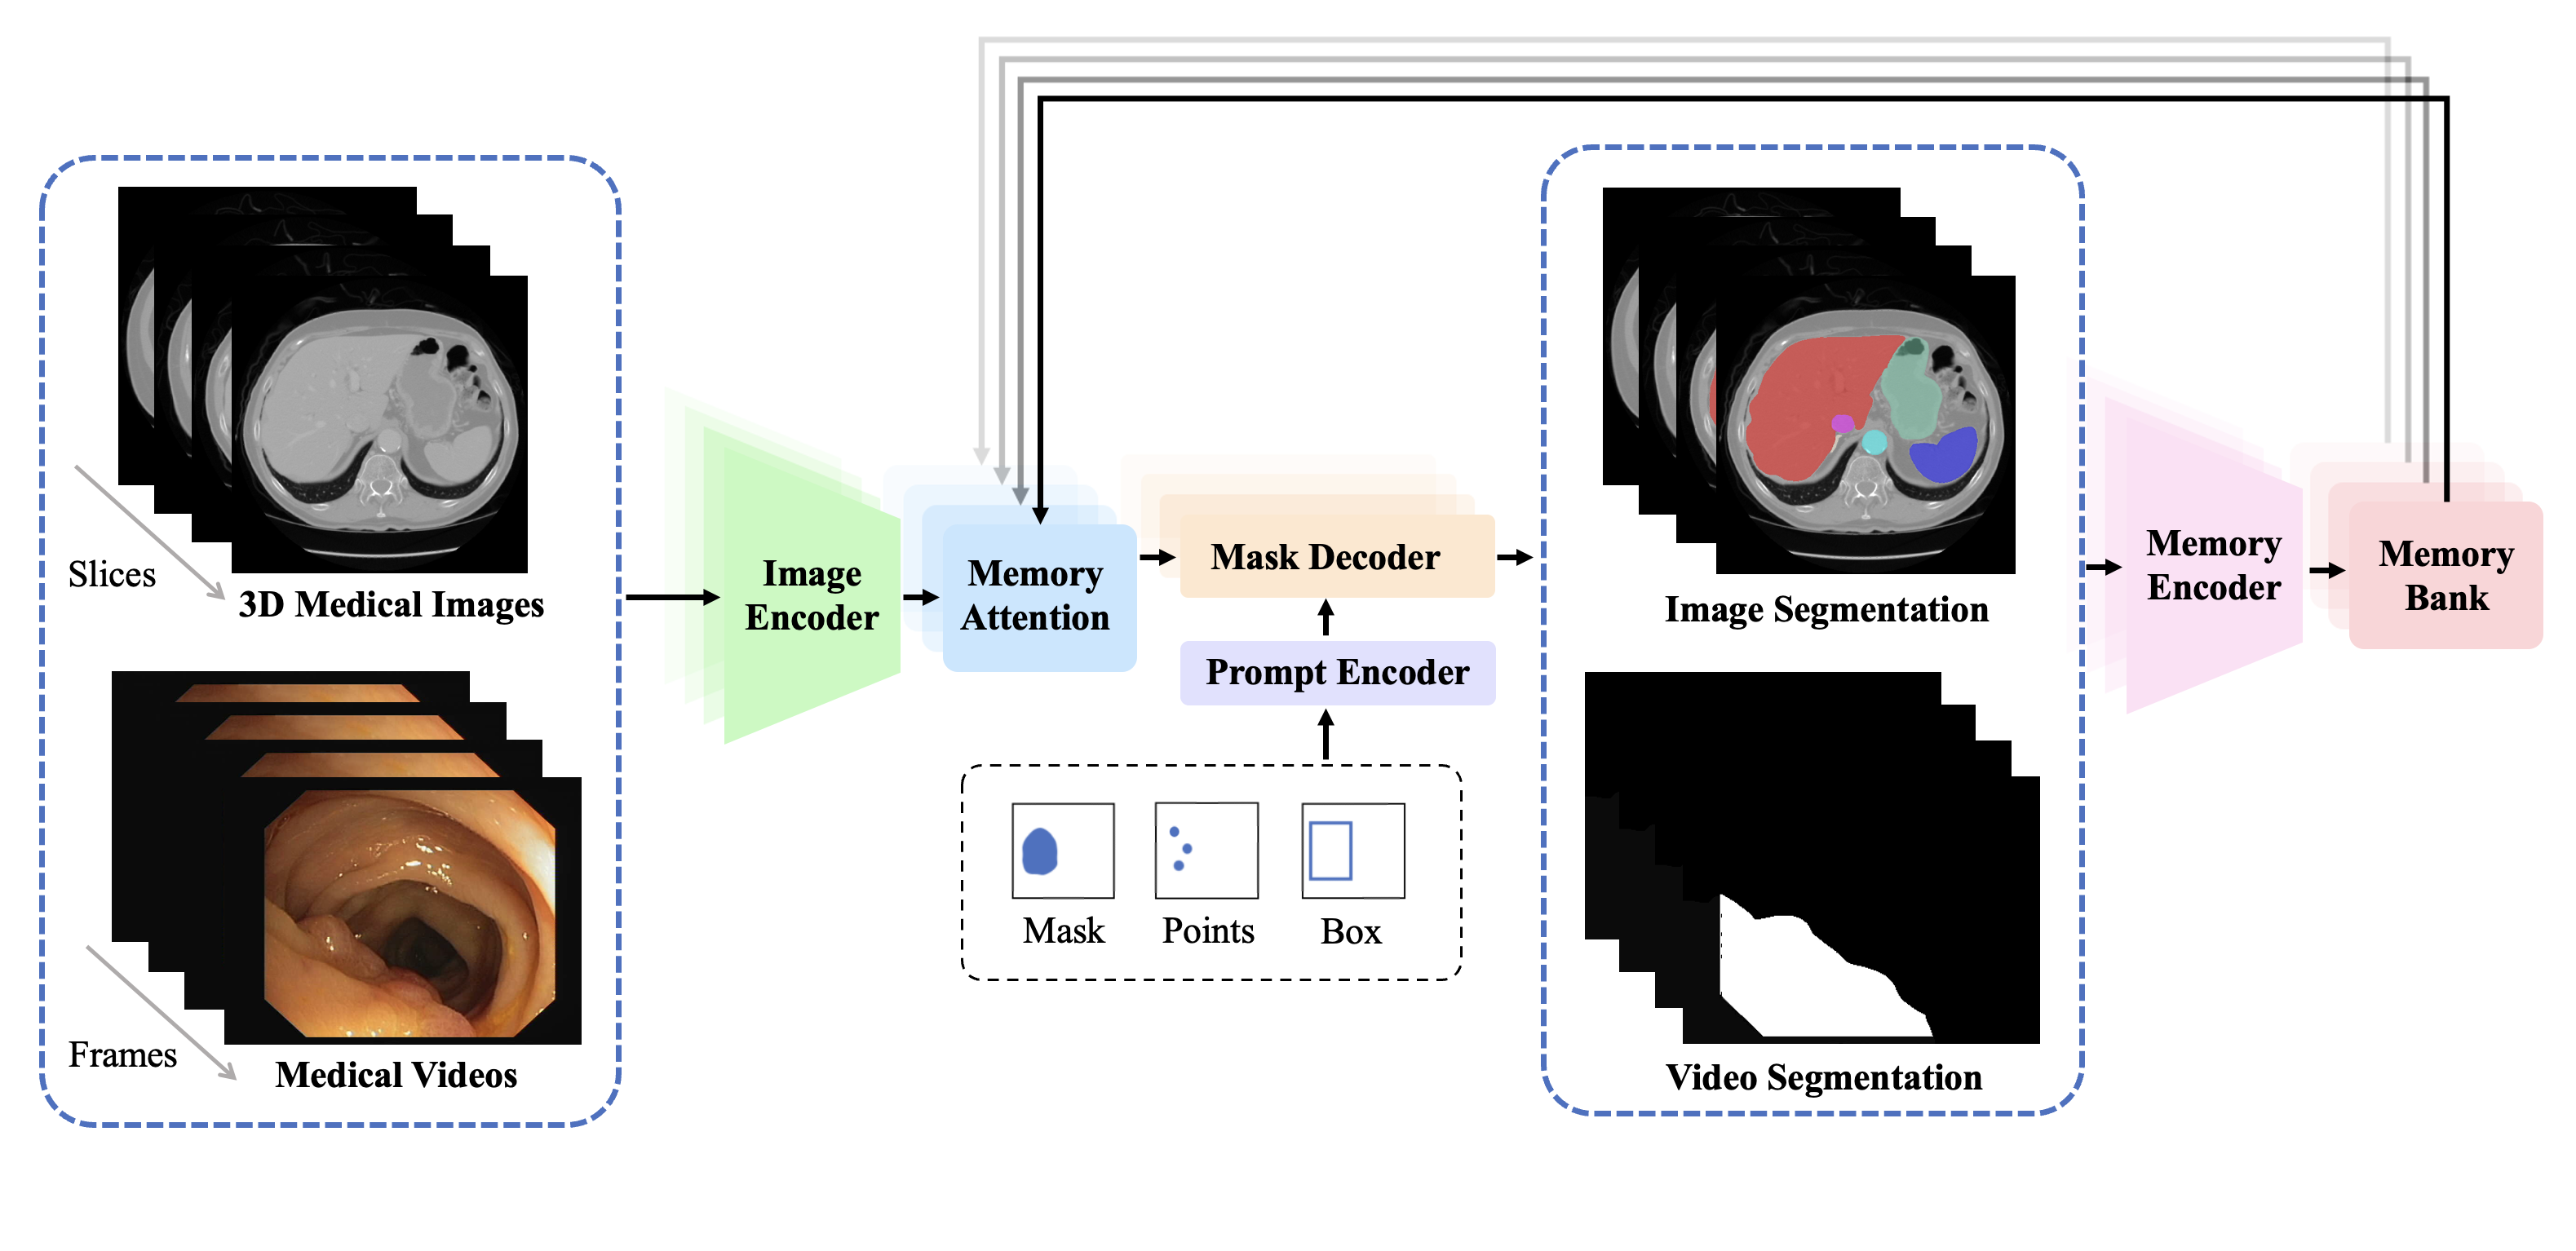 Slices
3D Medical Images
Frames
Medical Videos
Image
Encoder
Memory
Attention
Mask Decoder
Prompt Encoder
Mask
Points
Box
Image Segmentation
Video Segmentation
Memory
Encoder
Memory
Bank